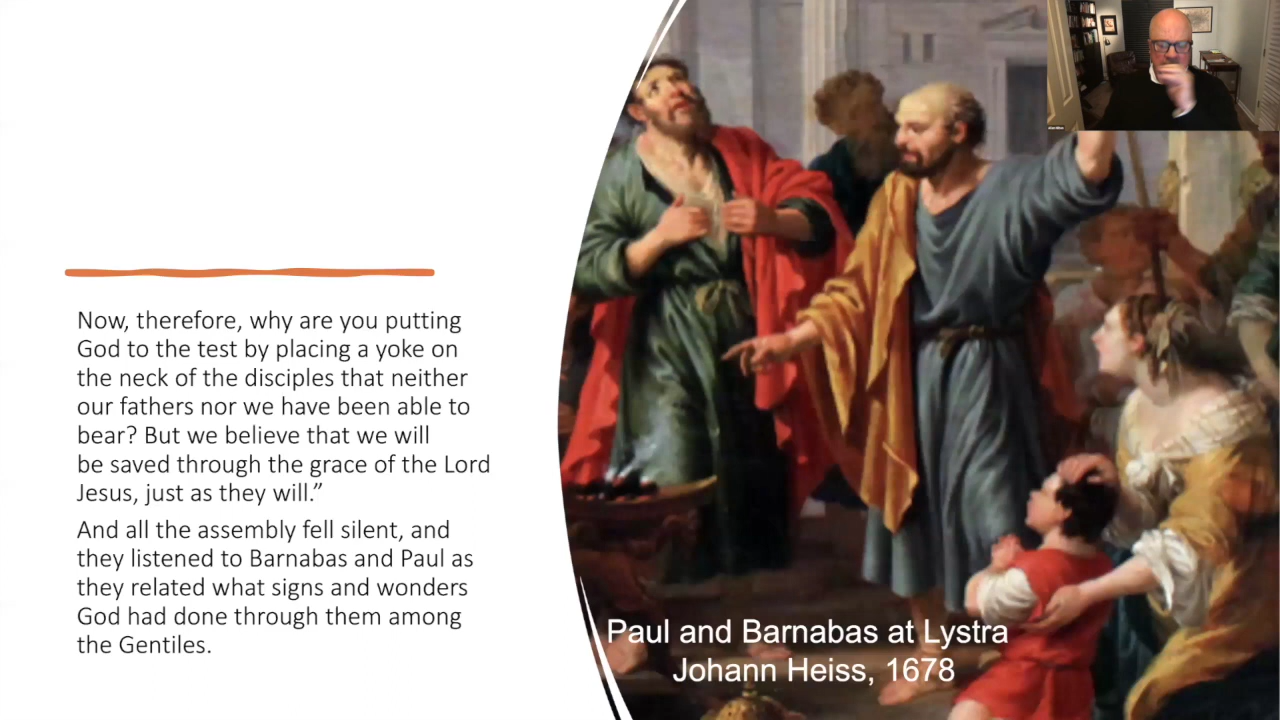 Now, therefore, why are you putting
God to the test by placing a yoke on
the neck of the disciples that neither
our fathers nor we have been able to
bear? But we believe that we will
be saved through the grace of the Lord
Jesus, just as they will.”
And all the assembly fell silent, and
they listened to Barnabas and Paul as
they related what signs and wonders
God had done through them among
the Gentiles.
Paul and Barnabas at Lystra
Johann Heiss, 1678